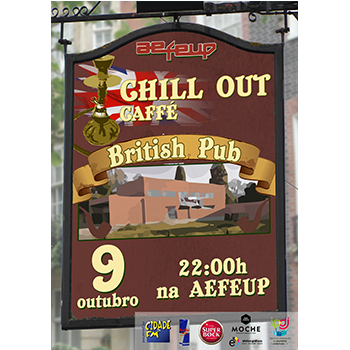 aefeup
CHILL OUT
CAFFÉ
British Pub
9
outubro
22:00h
na AEFEUP
CIDADE
FM
SUPER
BOCK
MOCHE